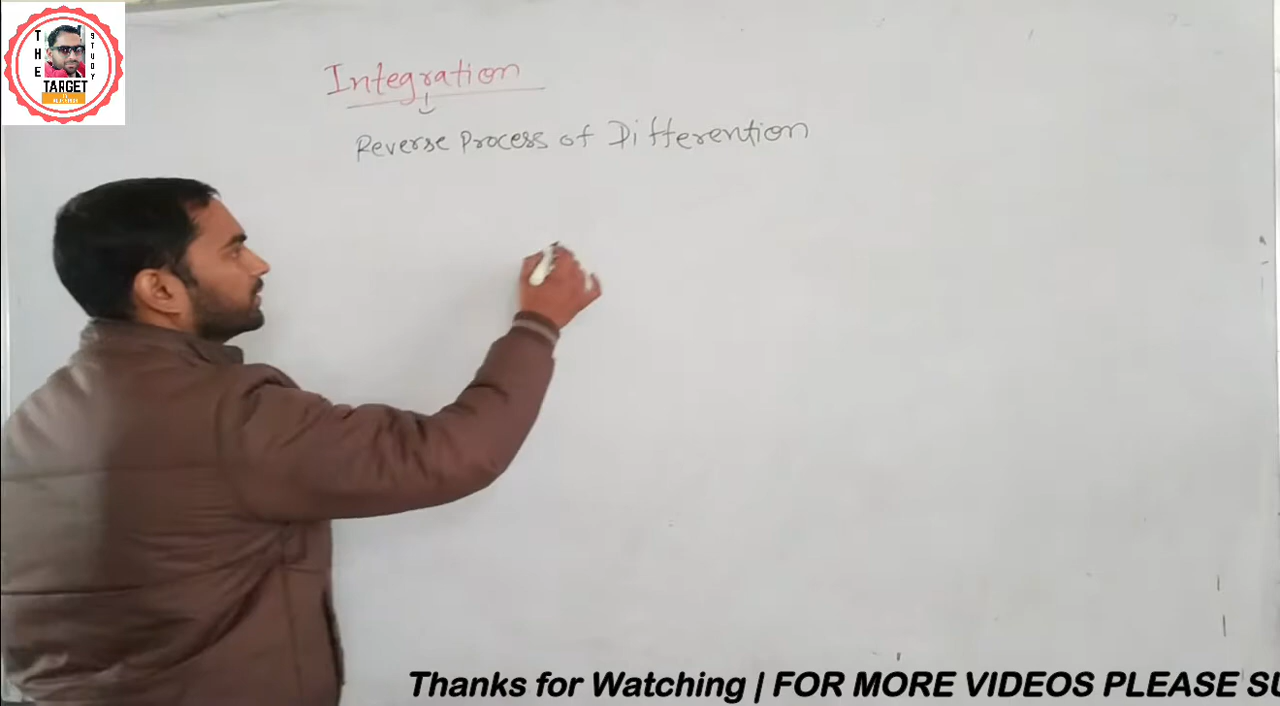 THE
STUDY
TARGET
Integration
Reverse Process of Differention
Thanks for Watching | FOR MORE VIDEOS PLEASE SU